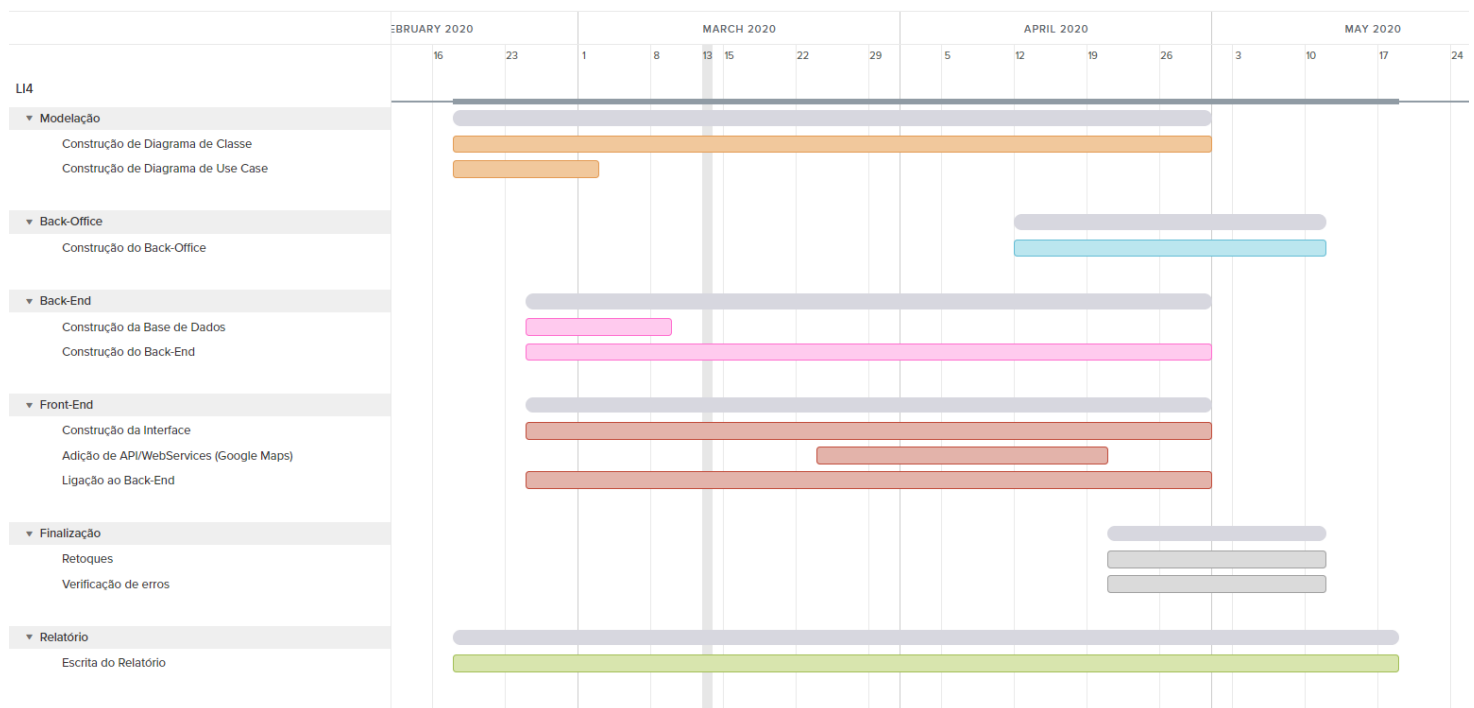 EBRUARY 2020 MARCH 2020 APRIL 2020 MAY 2020
16 23 1 8 13 15 22 29 5 12 19 26 3 10 17 24
LI4
Modelação
Construção de Diagrama de Classe
Construção de Diagrama de Use Case
Back-Office
Construção do Back-Office
Back-End
Construção da Base de Dados
Construção do Back-End
Front-End
Construção da Interface
Adição de API/WebServices (Google Maps)
Ligação ao Back-End
Finalização
Retoques
Verificação de erros
Relatório
Escrita do Relatório